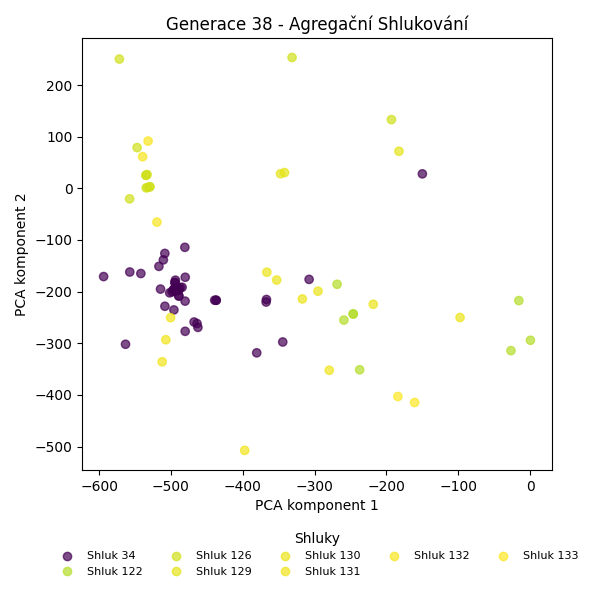 Generace 38 - Agregační Shlukování
200
100
0
−100
−200
−300
−400
−500
PCA komponent 2
−600 −500 −400 −300 −200 −100 0
PCA komponent 1
Shluky
Shluk 34 Shluk 126 Shluk 130 Shluk 132 Shluk 133
Shluk 122 Shluk 129 Shluk 131